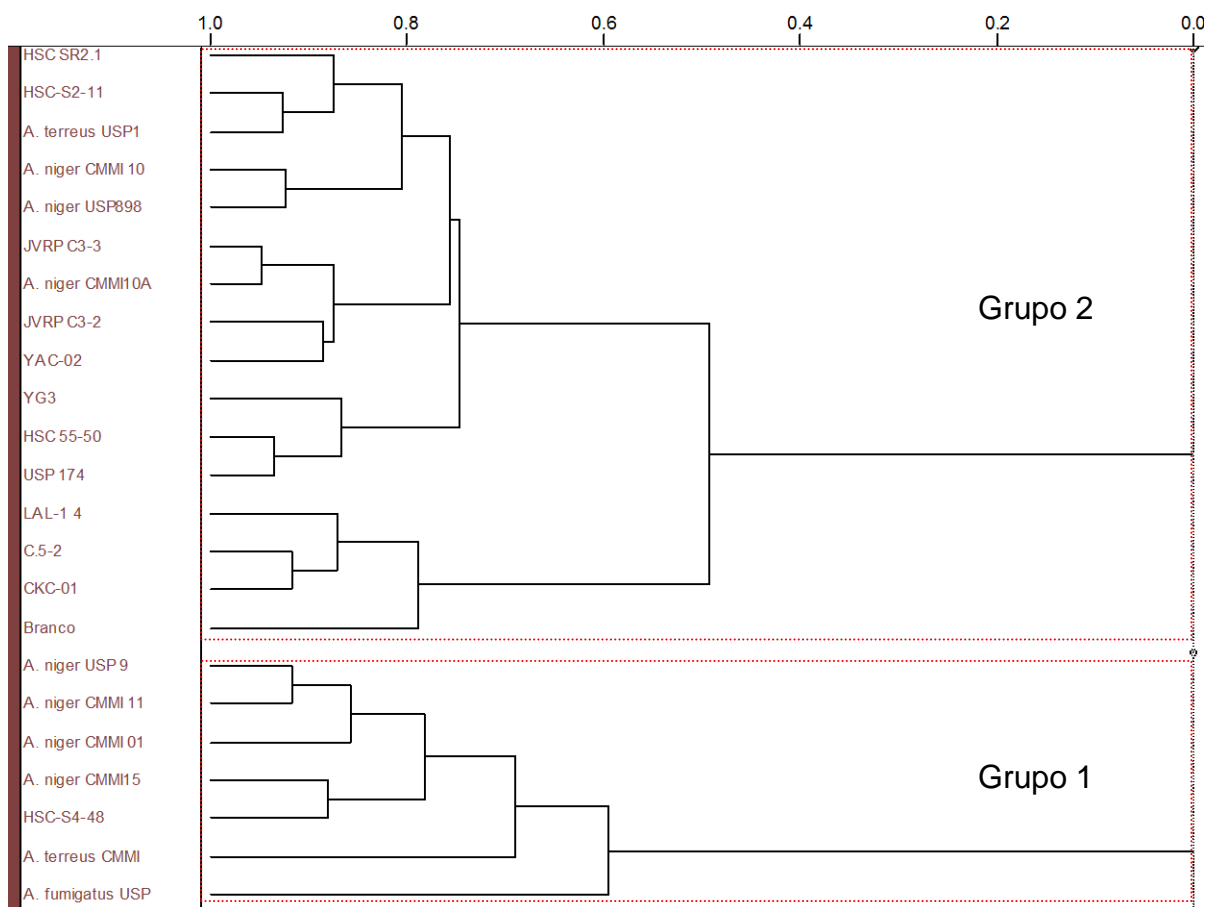 1.0 0.8 0.6 0.4 0.2 0.0
HSC SR2.1
HSC-S2-11
A. terreus USP1
A. niger CMMI 10
A. niger USP898
JVRP C3-3
A. niger CMMI10A
Grupo 2
JVRP C3-2
YAC-02
YG3
HSC 55-50
USP 174
LAL-1 4
C.5-2
CKC-01
Branco
A. niger USP 9
A. niger CMMI 11
A. niger CMMI 01
Grupo 1
A. niger CMMI15
HSC-S4-48
A. terreus CMMI
A. fumigatus USP